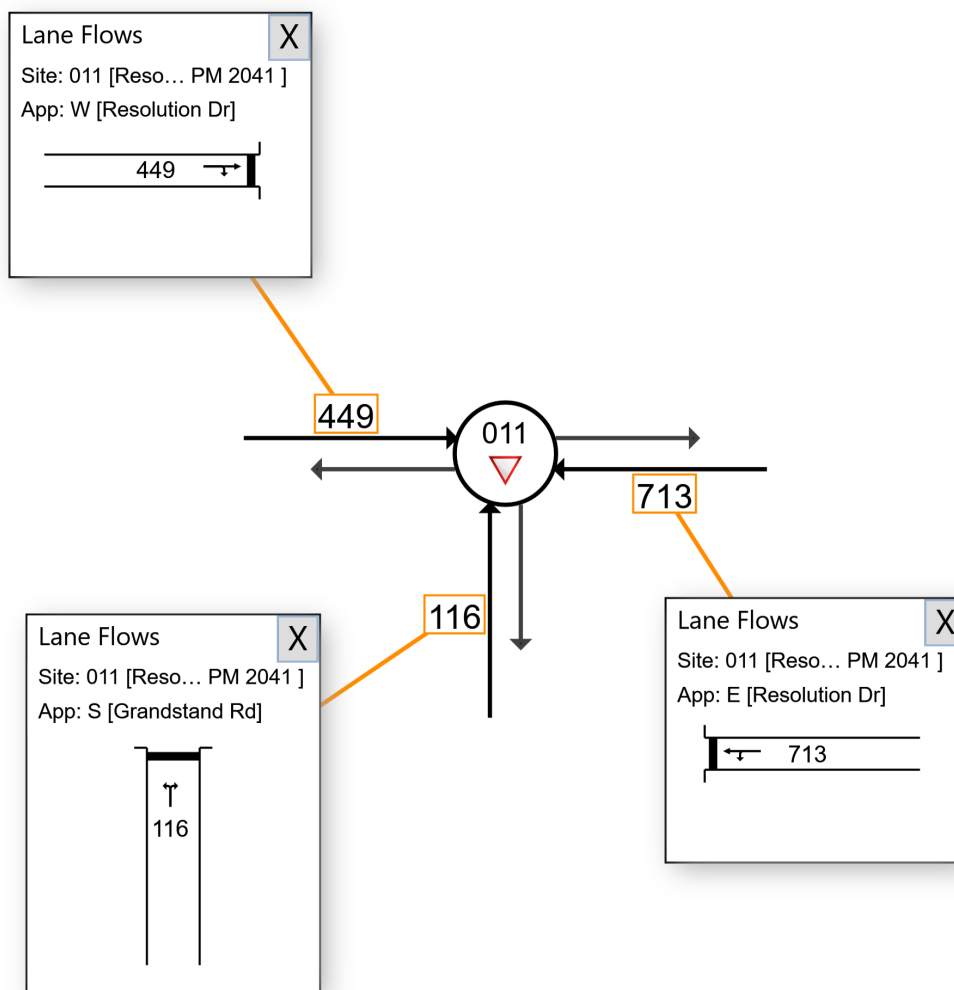 Lane Flows
X
Site: 011 [Reso... PM 2041 ]
App: W [Resolution Dr]
449
449
011
713
116
Lane Flows
X
Site: 011 [Reso... PM 2041 ]
App: S [Grandstand Rd]
116
Lane Flows
X
Site: 011 [Reso... PM 2041 ]
App: E [Resolution Dr]
713